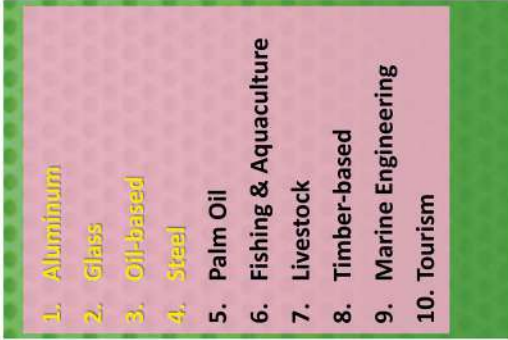 1. Aluminum
2. Glass
3. Oil-based
4. Steel
5. Palm Oil
6. Fishing & Aquaculture
7. Livestock
8. Timber-based
9. Marine Engineering
10. Tourism